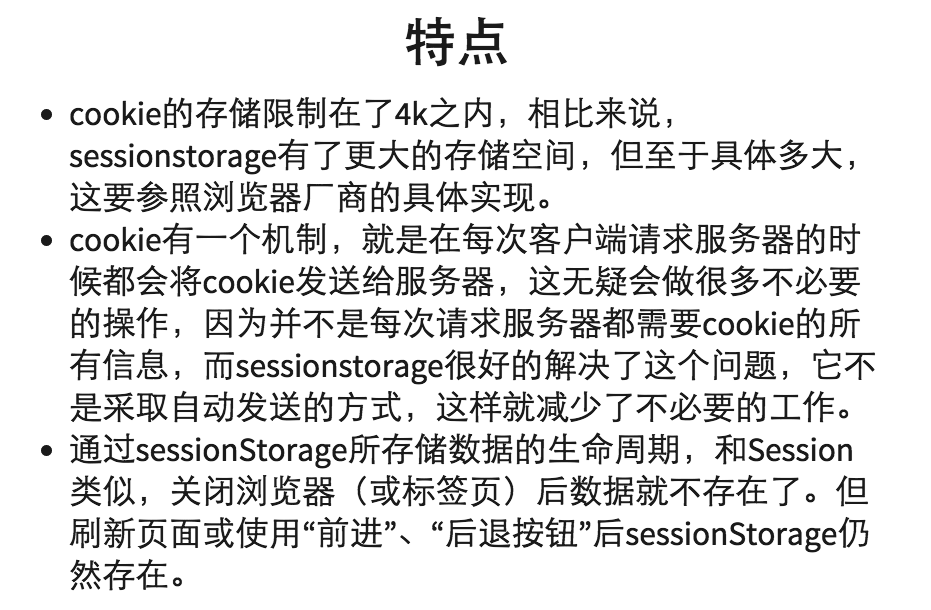 特点
• cookie的存储限制在了4k之内，相比来说，
sessionstorage有了更大的存储空间，但至于具体多大，
这要参照浏览器厂商的具体实现。
• cookie有一个机制，就是在每次客户端请求服务器的时
候都会将cookie发送给服务器，这无疑会做很多不必要
的操作，因为并不是每次请求服务器都需要cookie的所
有信息，而sessionstorage很好的解决了这个问题，它不
是采取自动发送的方式，这样就减少了不必要的工作。
• 通过sessionStorage所存储数据的生命周期，和Session
类似，关闭浏览器（或标签页）后数据就不存在了。但
刷新页面或使用“前进”、“后退按钮”后sessionStorage仍
然存在。